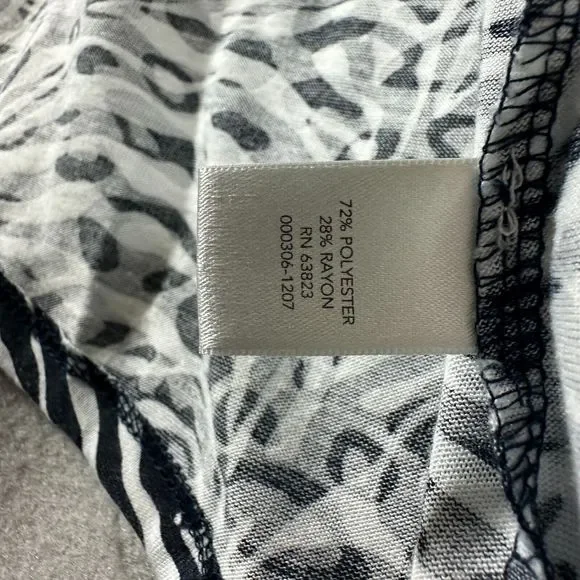 72% POLYESTER
28% RAYON
RN 63823
000306-1207